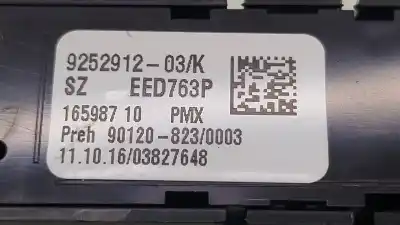 9252912-03/K
SZ EED763P
165987 10 PMX
Preh 90120-823/0003
11.10.16/03827648